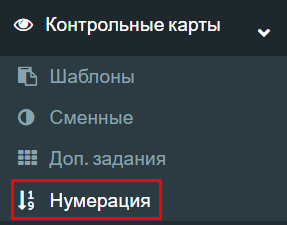 Контрольные карты
Шаблоны
Сменные
Доп. задания
Нумерация